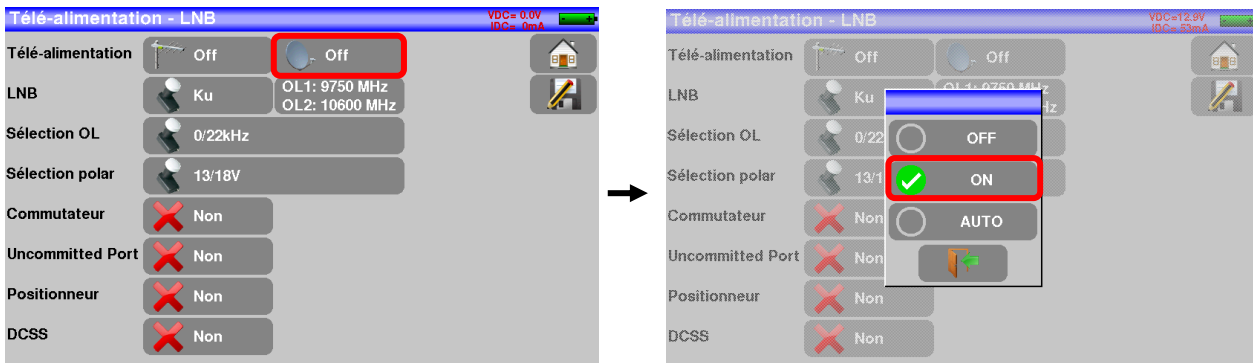 Télé-alimentation - LNB
VDC= 0.0V
IDC= 0mA
Télé-alimentation Off Off
LNB Ku OL1: 9750 MHz
OL2: 10600 MHz
Sélection OL 0/22kHz
Sélection polar 13/18V
Commutateur Non
Uncommitted Port Non
Positionneur Non
DCSS Non
Télé-alimentation - LNB
VDC=12.9V
IDC= 53mA
Télé-alimentation Off Off
LNB Ku OL1: 9750 MHz
Hz
Sélection OL 0/22
Sélection polar 13/1
Commutateur Non
Uncommitted Port Non
Positionneur Non
DCSS Non
OFF
ON
AUTO